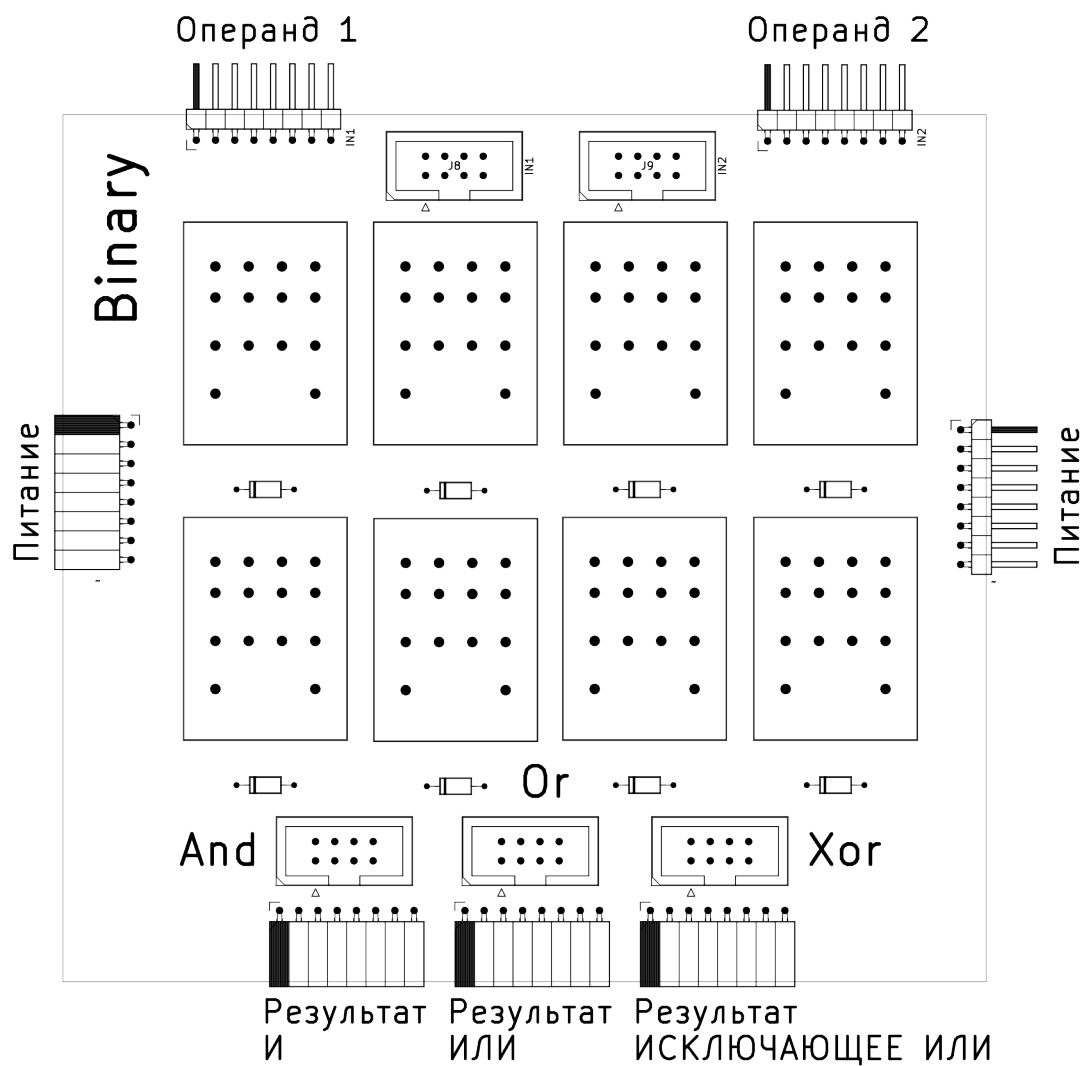 Операнд 1
Операнд 2
IN1
IN2
J8
IN1
J9
IN2
Binary
Питание
Питание
~
~
Or
And
Xor
Результат
И
Результат
ИЛИ
Результат
ИСКЛЮЧАЮЩЕЕ ИЛИ